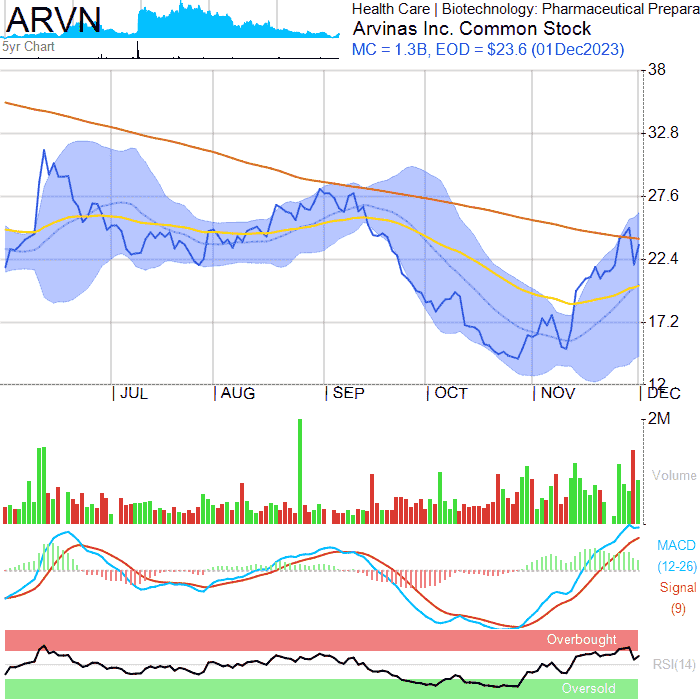 ARVN
Health Care | Biotechnology: Pharmaceutical Prepara
Arvinas Inc. Common Stock
MC = 1.3B, EOD = $23.6 (01Dec2023)
5yr Chart
38
32.8
27.6
22.4
17.2
12
JUL AUG SEP OCT NOV DEC
2M
Volume
MACD
(12-26)
Signal
(9)
Overbought
RSI(14)
Oversold